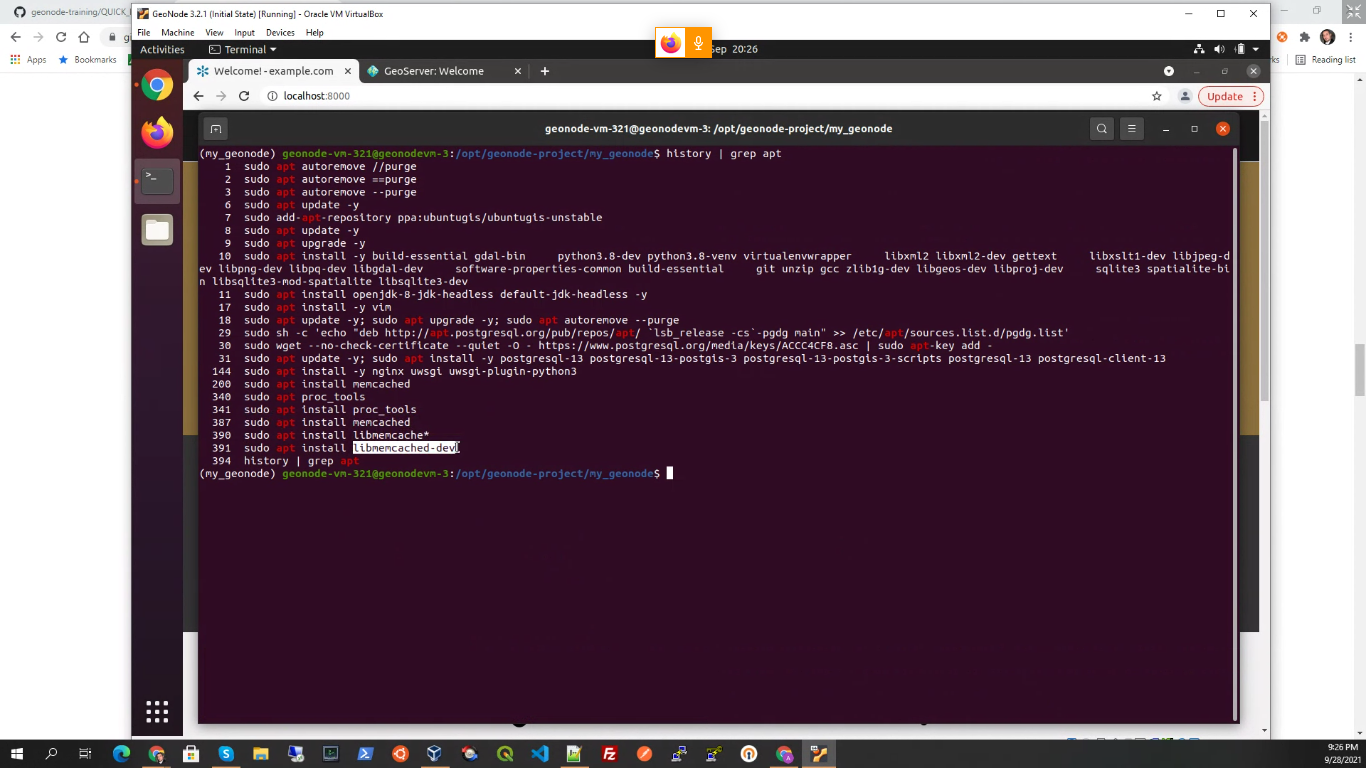 geonode-training/QUICK_
GeoNode 3.2.1 (Initial State) [Running] - Oracle VM VirtualBox
File Machine View Input Devices Help
Activities Terminal Sep 20:26
Apps Bookmarks Reading list
Welcome! - example.com GeoServer: Welcome
localhost:8000 Update
geonode-vm-321@geonodevm-3: /opt/geonode-project/my_geonode
(my_geonode) geonode-vm-321@geonodevm-3:/opt/geonode-project/my_geonode$ history | grep apt
1 sudo apt autoremove //purge
2 sudo apt autoremove ==purge
3 sudo apt autoremove --purge
6 sudo apt update -y
7 sudo add-apt-repository ppa:ubuntugis/ubuntugis-unstable
8 sudo apt update -y
9 sudo apt upgrade -y
10 sudo apt install -y build-essential gdal-bin python3.8-dev python3.8-venv virtualenvwrapper libxml2 libxml2-dev gettext libxslt1-dev libjpeg-d
ev libpng-dev libpq-dev libgdal-dev software-properties-common build-essential git unzip gcc zlib1g-dev libgeos-dev libproj-dev sqlite3 spatialite-bi
n libsqlite3-mod-spatialite libsqlite3-dev
11 sudo apt install openjdk-8-jdk-headless default-jdk-headless -y
17 sudo apt install -y vim
18 sudo apt update -y; sudo apt upgrade -y; sudo apt autoremove --purge
29 sudo sh -c 'echo "deb http://apt.postgresql.org/pub/repos/apt/ `lsb_release -cs`-pgdg main" >> /etc/apt/sources.list.d/pgdg.list'
30 sudo wget --no-check-certificate --quiet -O - https://www.postgresql.org/media/keys/ACCC4CF8.asc | sudo apt-key add -
31 sudo apt update -y; sudo apt install -y postgresql-13 postgresql-13-postgis-3 postgresql-13-postgis-3-scripts postgresql-13 postgresql-client-13
144 sudo apt install -y nginx uwsgi uwsgi-plugin-python3
200 sudo apt install memcached
340 sudo apt proc_tools
341 sudo apt install proc_tools
387 sudo apt install memcached
390 sudo apt install libmemcache*
391 sudo apt install libmemcached-dev
394 history | grep apt
(my_geonode) geonode-vm-321@geonodevm-3:/opt/geonode-project/my_geonode$
9:26 PM
9/28/2021